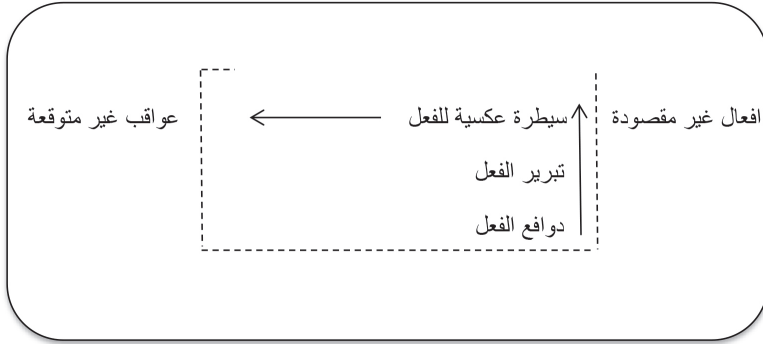 افعال غير مقصودة
سيطرة عكسية للفعل
عواقب غير متوقعة
تبرير الفعل
دوافع الفعل